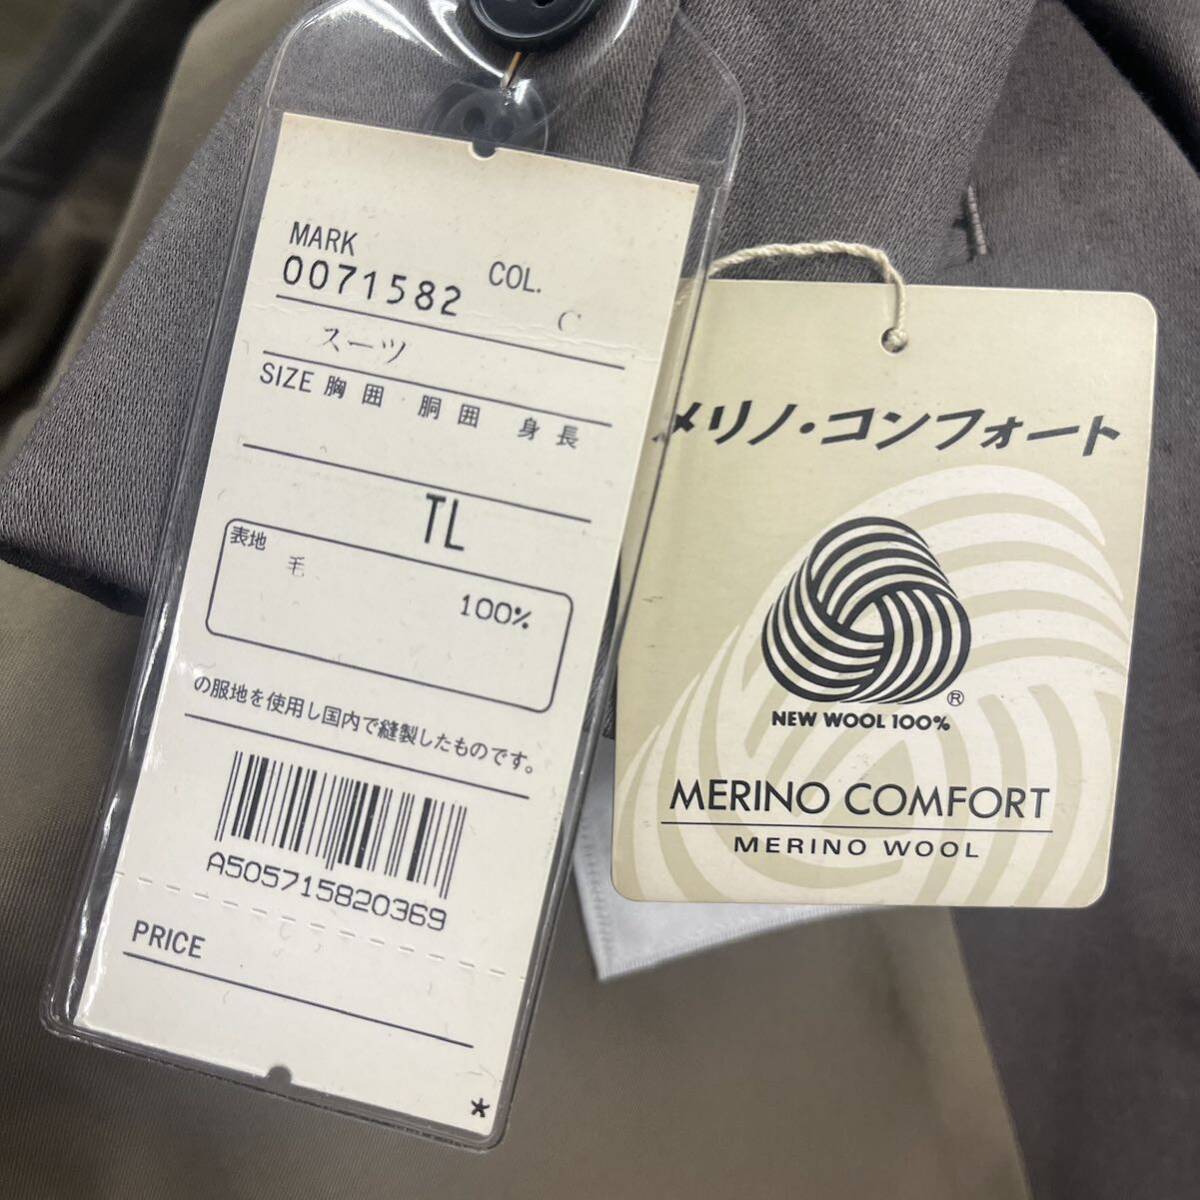 MARK
0071582
COL.
C
スーツ
SIZE 胸囲 胴囲 身長
TL
表地
毛
100%
の服地を使用し国内で縫製したものです。
A505715820369
PRICE
*
メリノ・コンフォート
NEW WOOL 100%
®
MERINO COMFORT
MERINO WOOL